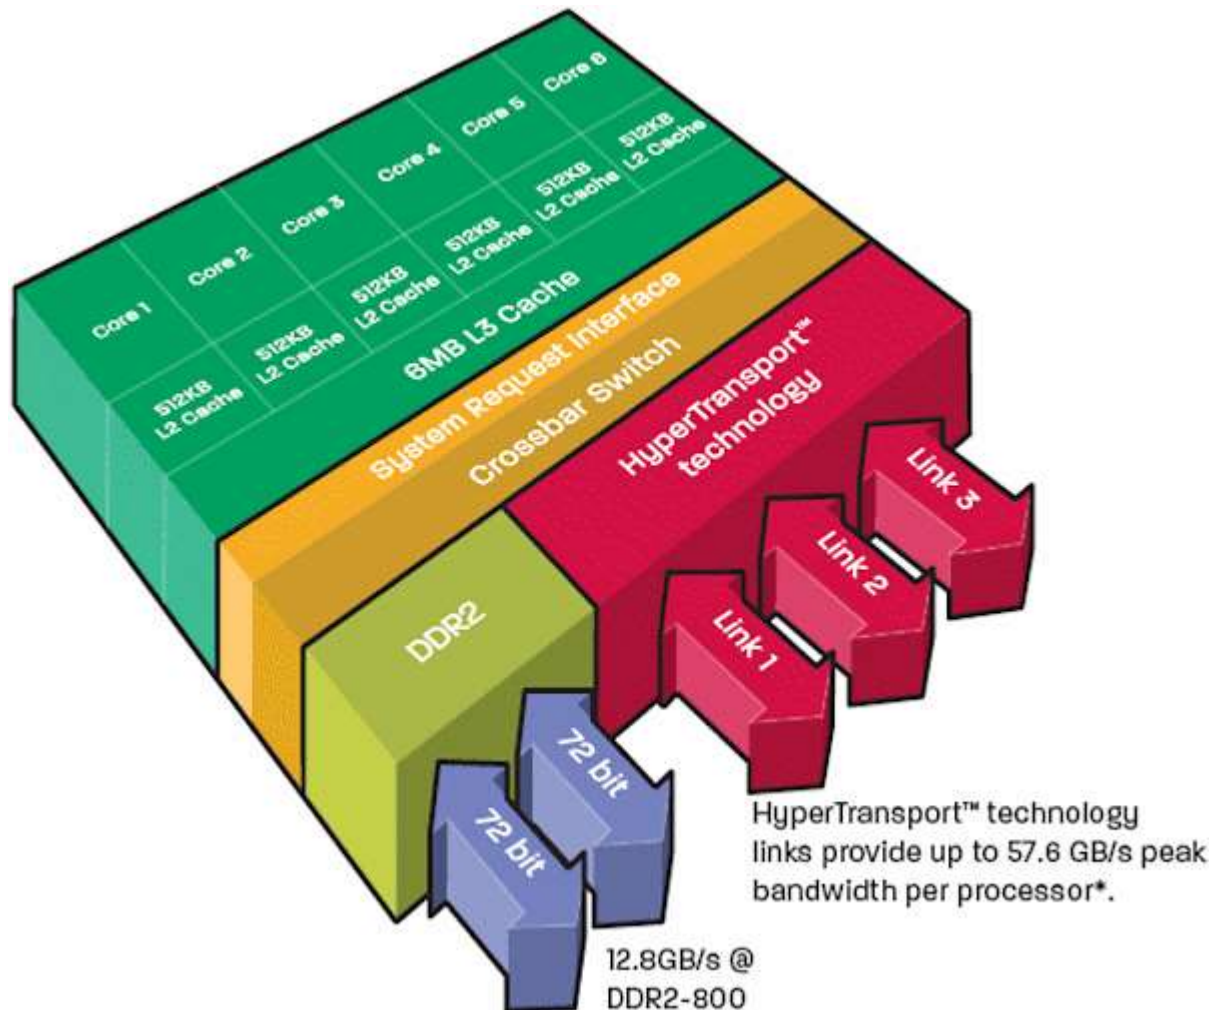 Core 1
Core 2
Core 3
Core 4
Core 5
Core 6
512KB
L2 Cache
512KB
L2 Cache
512KB
L2 Cache
512KB
L2 Cache
512KB
L2 Cache
512KB
L2 Cache
6MB L3 Cache
System Request Interface
Crossbar Switch
HyperTransport™
technology
DDR2
Link 1
Link 2
Link 3
72 bit
72 bit
HyperTransport™ technology
links provide up to 57.6 GB/s peak
bandwidth per processor*.
12.8GB/s @
DDR2-800